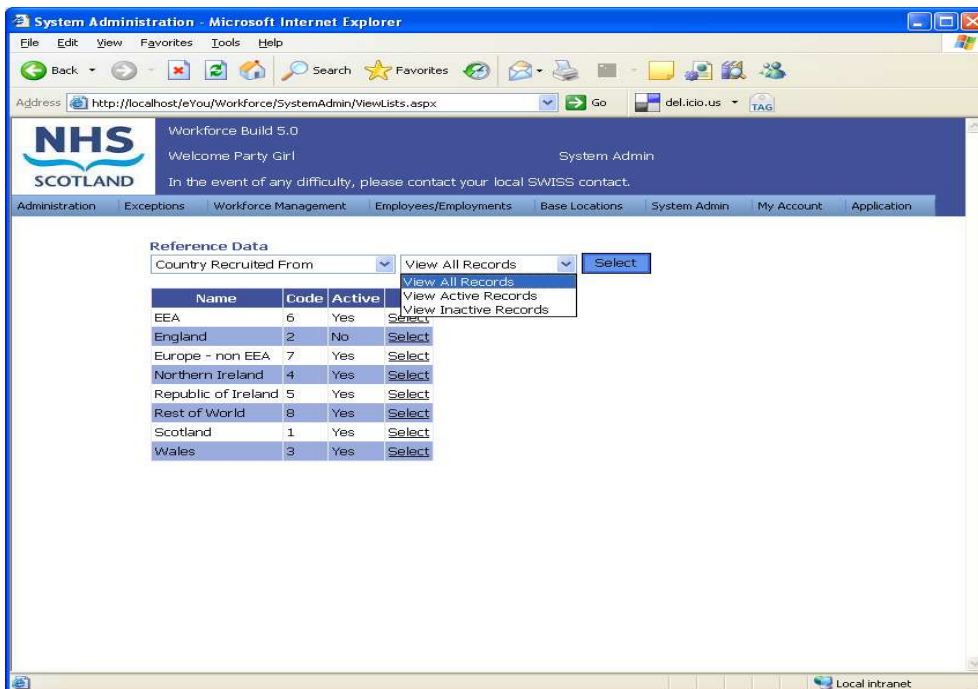 System Administration - Microsoft Internet Explorer
File Edit View Favorites Tools Help
Back Search Favorites
Address http://localhost/eYou/Workforce/SystemAdmin/ViewLists.aspx Go del.icio.us TAG
NHS
SCOTLAND
Workforce Build 5.0
Welcome Party Girl System Admin
In the event of any difficulty, please contact your local SWISS contact.
Administration Exceptions Workforce Management Employees/Employments Base Locations System Admin My Account Application
Reference Data
Country Recruited From View All Records Select
View All Records
View Active Records
View Inactive Records
Name Code Active
EEA 6 Yes Select
England 2 No Select
Europe - non EEA 7 Yes Select
Northern Ireland 4 Yes Select
Republic of Ireland 5 Yes Select
Rest of World 8 Yes Select
Scotland 1 Yes Select
Wales 3 Yes Select
Local intranet